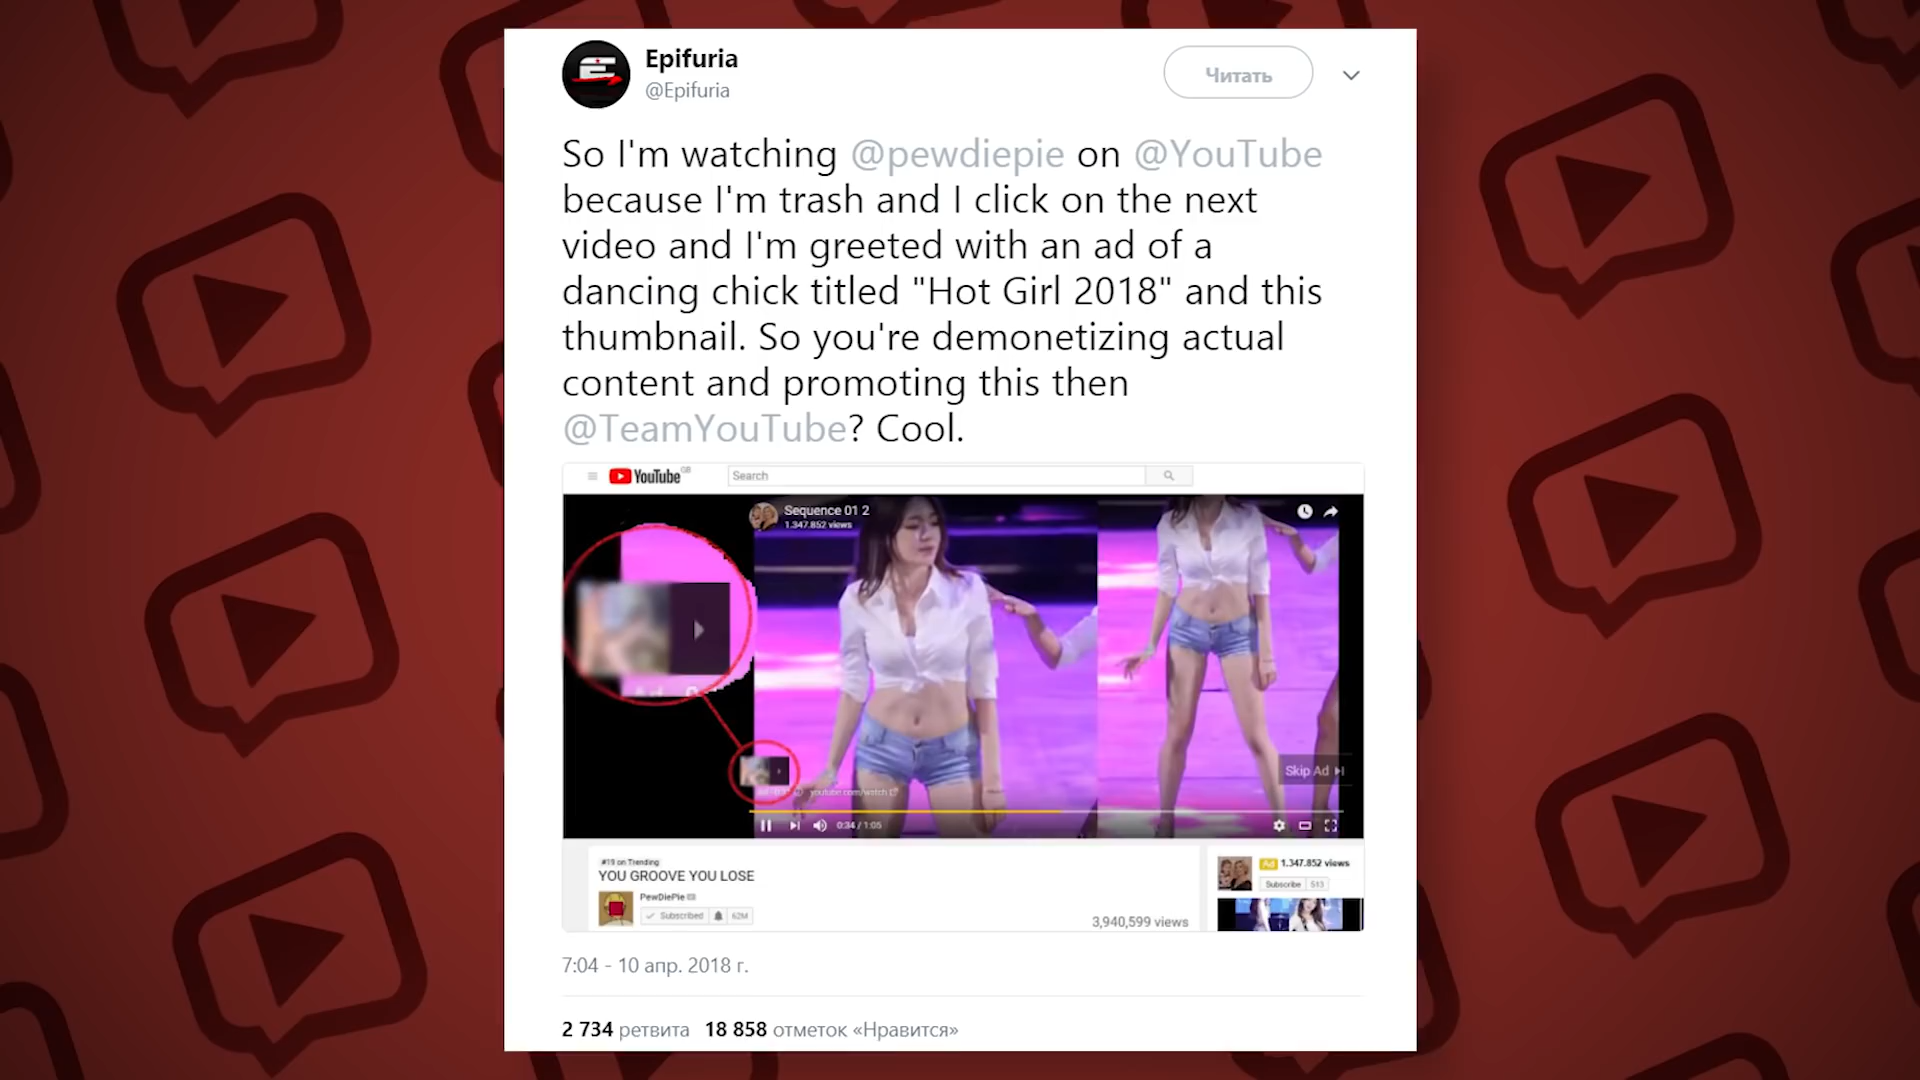 Epifuria
@Epifuria
Читать
So I'm watching @pewdiepie on @YouTube
because I'm trash and I click on the next
video and I'm greeted with an ad of a
dancing chick titled "Hot Girl 2018" and this
thumbnail. So you're demonetizing actual
content and promoting this then
@TeamYouTube? Cool.
YouTube GB
Search
Sequence 01 2
1.347.852 views
Skip Ad
youtube.com/watch
0:34 / 1:05
#19 on Trending
YOU GROOVE YOU LOSE
PewDiePie
Subscribed 62M
3,940,599 views
Ad 1.347.852 views
Subscribe 513
7:04 - 10 апр. 2018 г.
2 734 ретвита 18 858 отметок «Нравится»